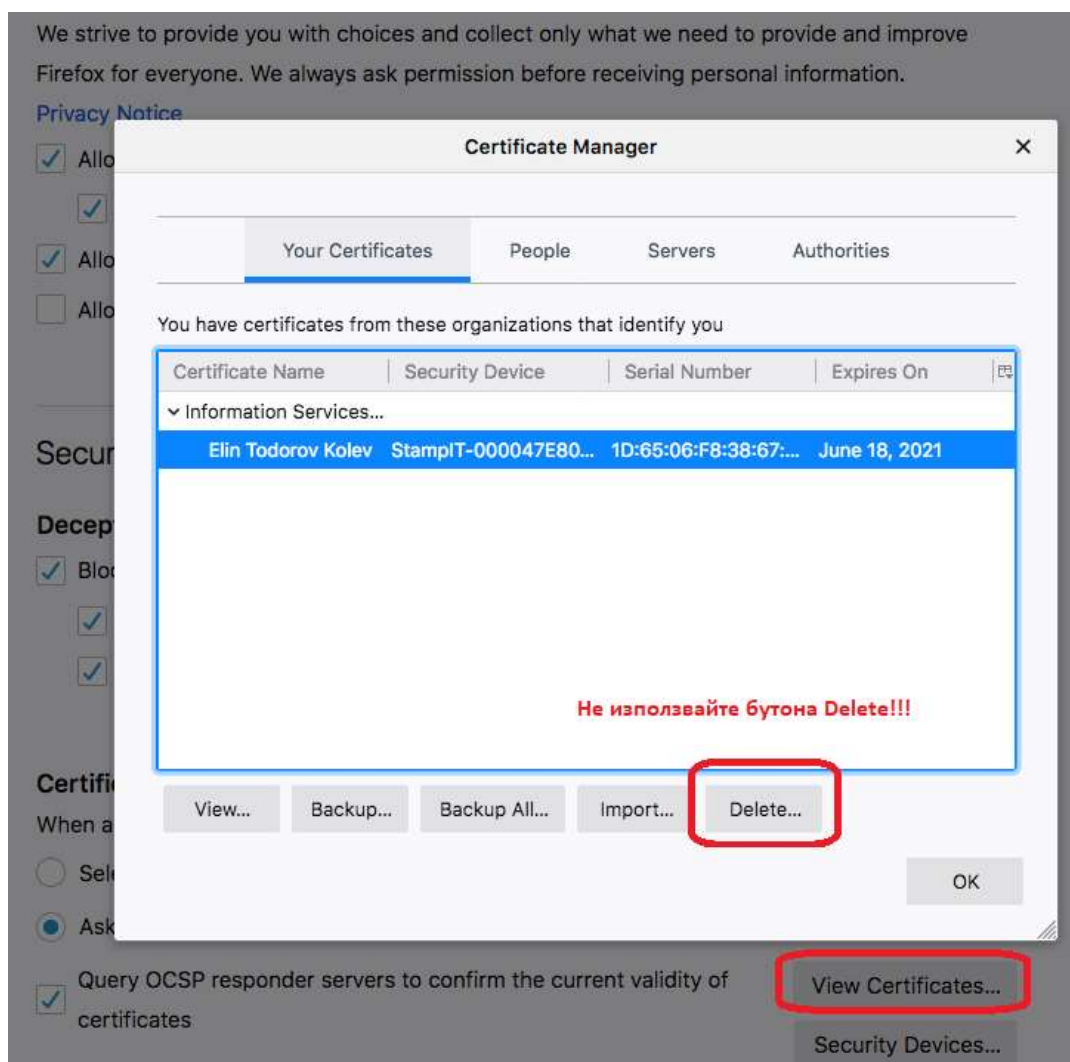 We strive to provide you with choices and collect only what we need to provide and improve
Firefox for everyone. We always ask permission before receiving personal information.
Privacy Notice
Certificate Manager
Allo
Your Certificates
People
Servers
Authorities
Allo
Allo
You have certificates from these organizations that identify you
Certificate Name
Security Device
Serial Number
Expires On
Information Services...
Secur
Elin Todorov Kolev
StampIT-000047E80...
1D:65:06:F8:38:67:...
June 18, 2021
Decep
Bloc
Не използвайте бутона Delete!!!
Certifi
View...
Backup...
Backup All...
Import...
Delete...
When a
Sele
OK
Ask
Query OCSP responder servers to confirm the current validity of
certificates
View Certificates...
Security Devices...